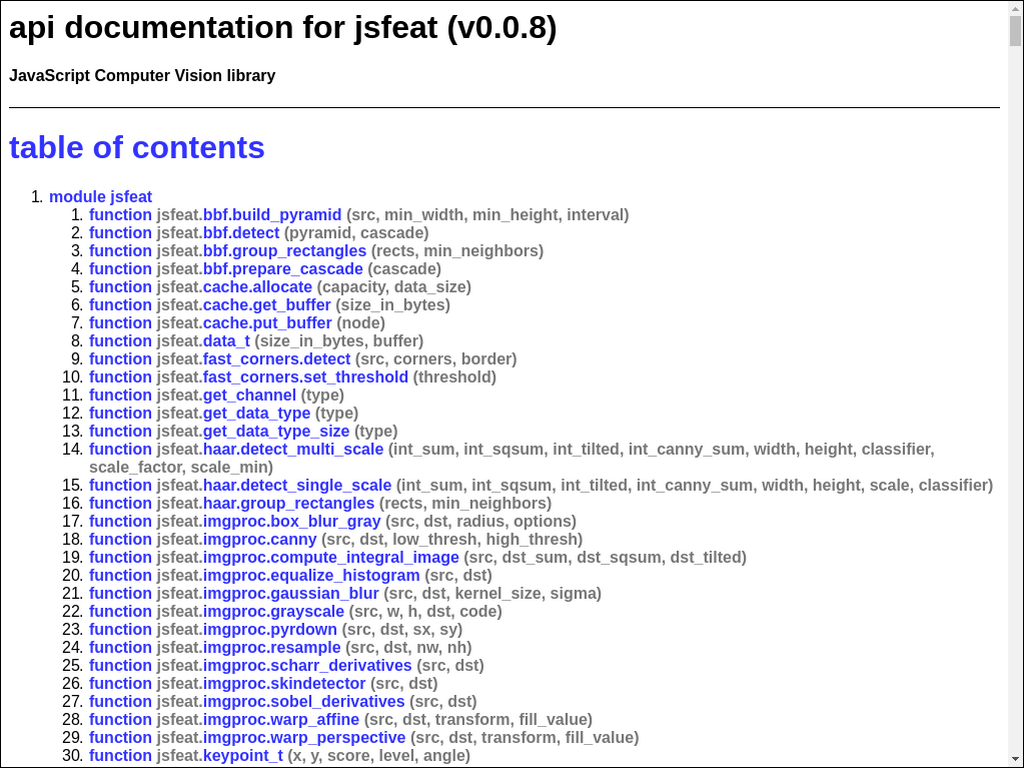 api documentation for jsfeat (v0.0.8)
JavaScript Computer Vision library
table of contents
1. module jsfeat
1. function jsfeat.bbf.build_pyramid (src, min_width, min_height, interval)
2. function jsfeat.bbf.detect (pyramid, cascade)
3. function jsfeat.bbf.group_rectangles (rects, min_neighbors)
4. function jsfeat.bbf.prepare_cascade (cascade)
5. function jsfeat.cache.allocate (capacity, data_size)
6. function jsfeat.cache.get_buffer (size_in_bytes)
7. function jsfeat.cache.put_buffer (node)
8. function jsfeat.data_t (size_in_bytes, buffer)
9. function jsfeat.fast_corners.detect (src, corners, border)
10. function jsfeat.fast_corners.set_threshold (threshold)
11. function jsfeat.get_channel (type)
12. function jsfeat.get_data_type (type)
13. function jsfeat.get_data_type_size (type)
14. function jsfeat.haar.detect_multi_scale (int_sum, int_sqsum, int_tilted, int_canny_sum, width, height, classifier,
scale_factor, scale_min)
15. function jsfeat.haar.detect_single_scale (int_sum, int_sqsum, int_tilted, int_canny_sum, width, height, scale, classifier)
16. function jsfeat.haar.group_rectangles (rects, min_neighbors)
17. function jsfeat.imgproc.box_blur_gray (src, dst, radius, options)
18. function jsfeat.imgproc.canny (src, dst, low_thresh, high_thresh)
19. function jsfeat.imgproc.compute_integral_image (src, dst_sum, dst_sqsum, dst_tilted)
20. function jsfeat.imgproc.equalize_histogram (src, dst)
21. function jsfeat.imgproc.gaussian_blur (src, dst, kernel_size, sigma)
22. function jsfeat.imgproc.grayscale (src, w, h, dst, code)
23. function jsfeat.imgproc.pyrdown (src, dst, sx, sy)
24. function jsfeat.imgproc.resample (src, dst, nw, nh)
25. function jsfeat.imgproc.scharr_derivatives (src, dst)
26. function jsfeat.imgproc.skindetector (src, dst)
27. function jsfeat.imgproc.sobel_derivatives (src, dst)
28. function jsfeat.imgproc.warp_affine (src, dst, transform, fill_value)
29. function jsfeat.imgproc.warp_perspective (src, dst, transform, fill_value)
30. function jsfeat.keypoint_t (x, y, score, level, angle)